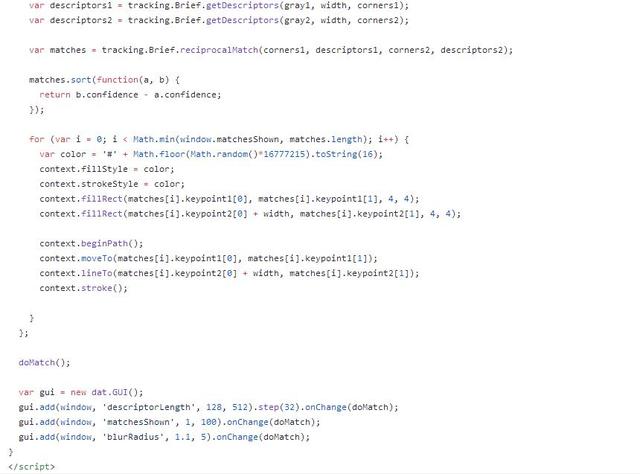 var descriptors1 = tracking.Brief.getDescriptors(gray1, width, corners1);
var descriptors2 = tracking.Brief.getDescriptors(gray2, width, corners2);
var matches = tracking.Brief.reciprocalMatch(corners1, descriptors1, corners2, descriptors2);
matches.sort(function(a, b) {
return b.confidence - a.confidence;
});
for (var i = 0; i < Math.min(window.matchesShown, matches.length); i++) {
var color = '#' + Math.floor(Math.random()*16777215).toString(16);
context.fillStyle = color;
context.strokeStyle = color;
context.fillRect(matches[i].keypoint1[0], matches[i].keypoint1[1], 4, 4);
context.fillRect(matches[i].keypoint2[0] + width, matches[i].keypoint2[1], 4, 4);
context.beginPath();
context.moveTo(matches[i].keypoint1[0], matches[i].keypoint1[1]);
context.lineTo(matches[i].keypoint2[0] + width, matches[i].keypoint2[1]);
context.stroke();
}
};
doMatch();
var gui = new dat.GUI();
gui.add(window, 'descriptorLength', 128, 512).step(32).onChange(doMatch);
gui.add(window, 'matchesShown', 1, 100).onChange(doMatch);
gui.add(window, 'blurRadius', 1.1, 5).onChange(doMatch);
}
</script>